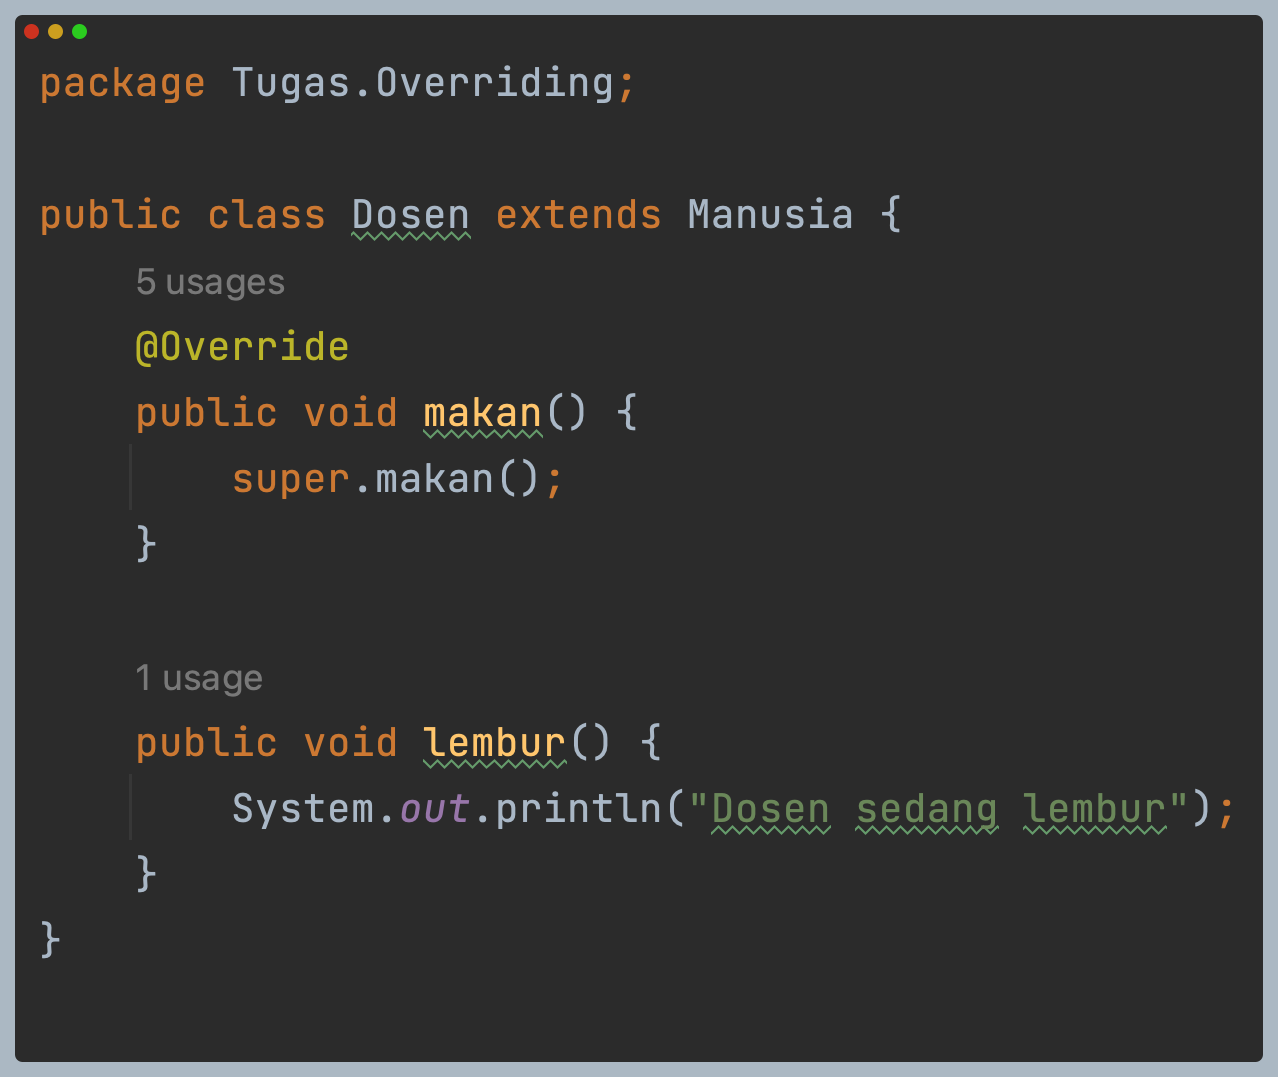 package Tugas.Overriding;
public class Dosen extends Manusia {
5 usages
@Override
public void makan() {
super.makan();
}
1 usage
public void lembur() {
System.out.println("Dosen sedang lembur");
}
}